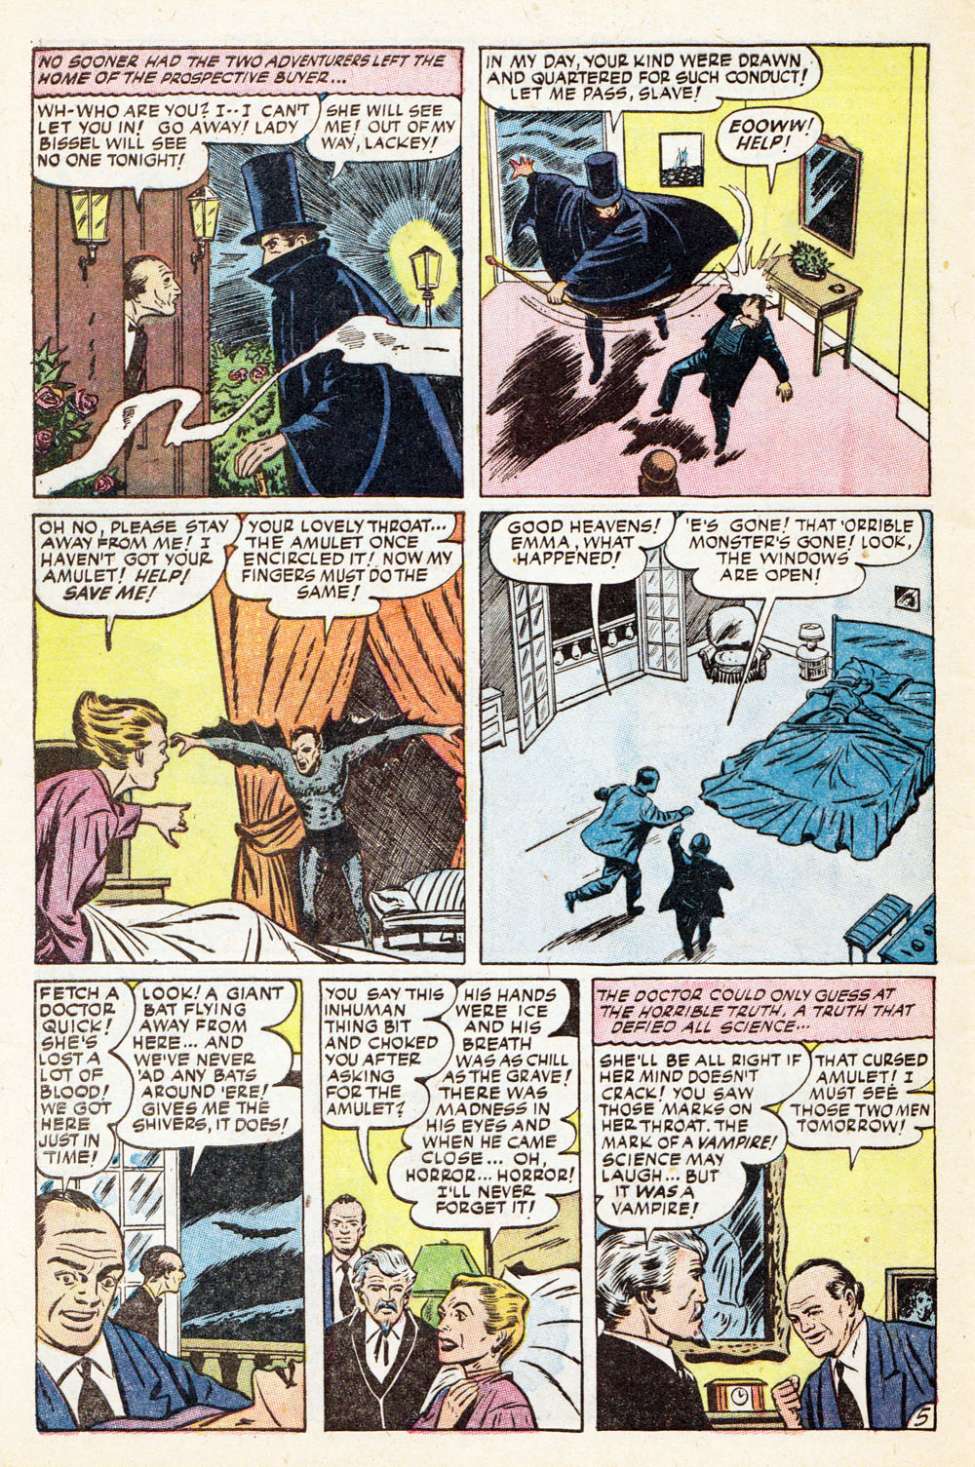 NO SOONER HAD THE TWO ADVENTURERS LEFT THE
HOME OF THE PROSPECTIVE BUYER...
WH-WHO ARE YOU? I--I CAN'T
LET YOU IN! GO AWAY! LADY
BISSEL WILL SEE
NO ONE TONIGHT!
SHE WILL SEE
ME! OUT OF MY
WAY, LACKEY!
IN MY DAY, YOUR KIND WERE DRAWN
AND QUARTERED FOR SUCH CONDUCT!
LET ME PASS, SLAVE!
EOOWW!
HELP!
OH NO, PLEASE STAY
AWAY FROM ME! I
HAVEN'T GOT YOUR
AMULET! HELP!
SAVE ME!
YOUR LOVELY THROAT...
THE AMULET ONCE
ENCIRCLED IT! NOW MY
FINGERS MUST DO THE
SAME!
GOOD HEAVENS!
EMMA, WHAT
HAPPENED!
'E'S GONE! THAT 'ORRIBLE
MONSTER'S GONE! LOOK,
THE WINDOWS
ARE OPEN!
FETCH A
DOCTOR
QUICK!
SHE'S
LOST A
LOT OF
BLOOD!
WE GOT
HERE
JUST IN
TIME!
LOOK! A GIANT
BAT FLYING
AWAY FROM
HERE... AND
WE'VE NEVER
'AD ANY BATS
AROUND 'ERE!
GIVES ME THE
SHIVERS, IT DOES!
YOU SAY THIS
INHUMAN
THING BIT
AND CHOKED
YOU AFTER
ASKING
FOR THE
AMULET?
HIS HANDS
WERE ICE
AND HIS
BREATH
WAS AS CHILL
AS THE GRAVE!
THERE WAS
MADNESS IN
HIS EYES AND
WHEN HE CAME
CLOSE... OH,
HORROR... HORROR!
I'LL NEVER
FORGET IT!
THE DOCTOR COULD ONLY GUESS AT
THE HORRIBLE TRUTH, A TRUTH THAT
DEFIED ALL SCIENCE...
SHE'LL BE ALL RIGHT IF
HER MIND DOESN'T
CRACK! YOU SAW
THOSE MARKS ON
HER THROAT. THE
MARK OF A VAMPIRE!
SCIENCE MAY
LAUGH... BUT
IT WAS A
VAMPIRE!
THAT CURSED
AMULET! I
MUST SEE
THOSE TWO MEN
TOMORROW!
5